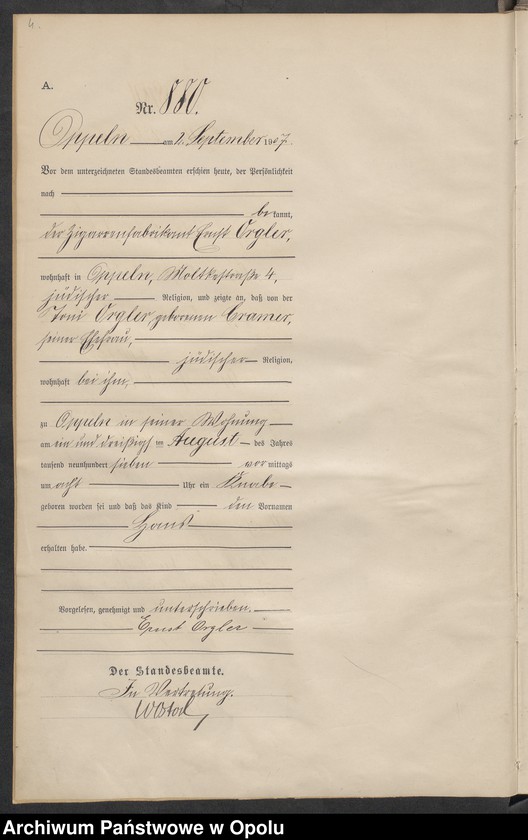 4.
A.
Nr. 880.
Oppeln am 2. September 1907
Vor dem unterzeichneten Standesbeamten erschien heute, der Persönlichkeit
nach
be kannt,
der Zigarrenfabrikant Ernst Orgler,
wohnhaft in Oppeln, Moltkestraße 4,
jüdischer Religion, und zeigte an, daß von der
Toni Orgler geborenen Cramer,
seiner Ehefrau,
jüdischer Religion,
wohnhaft bei ihm,
zu Oppeln in seiner Wohnung
am ein und dreißigsten August des Jahres
tausend neunhundert sieben vor mittags
um acht Uhr ein Knabe
geboren worden sei und daß das Kind den Vornamen
Hans
erhalten habe.
Vorgelesen, genehmigt und unterschrieben.
Ernst Orgler
Der Standesbeamte.
In Vertretung.
Archiwum Państwowe w Opolu